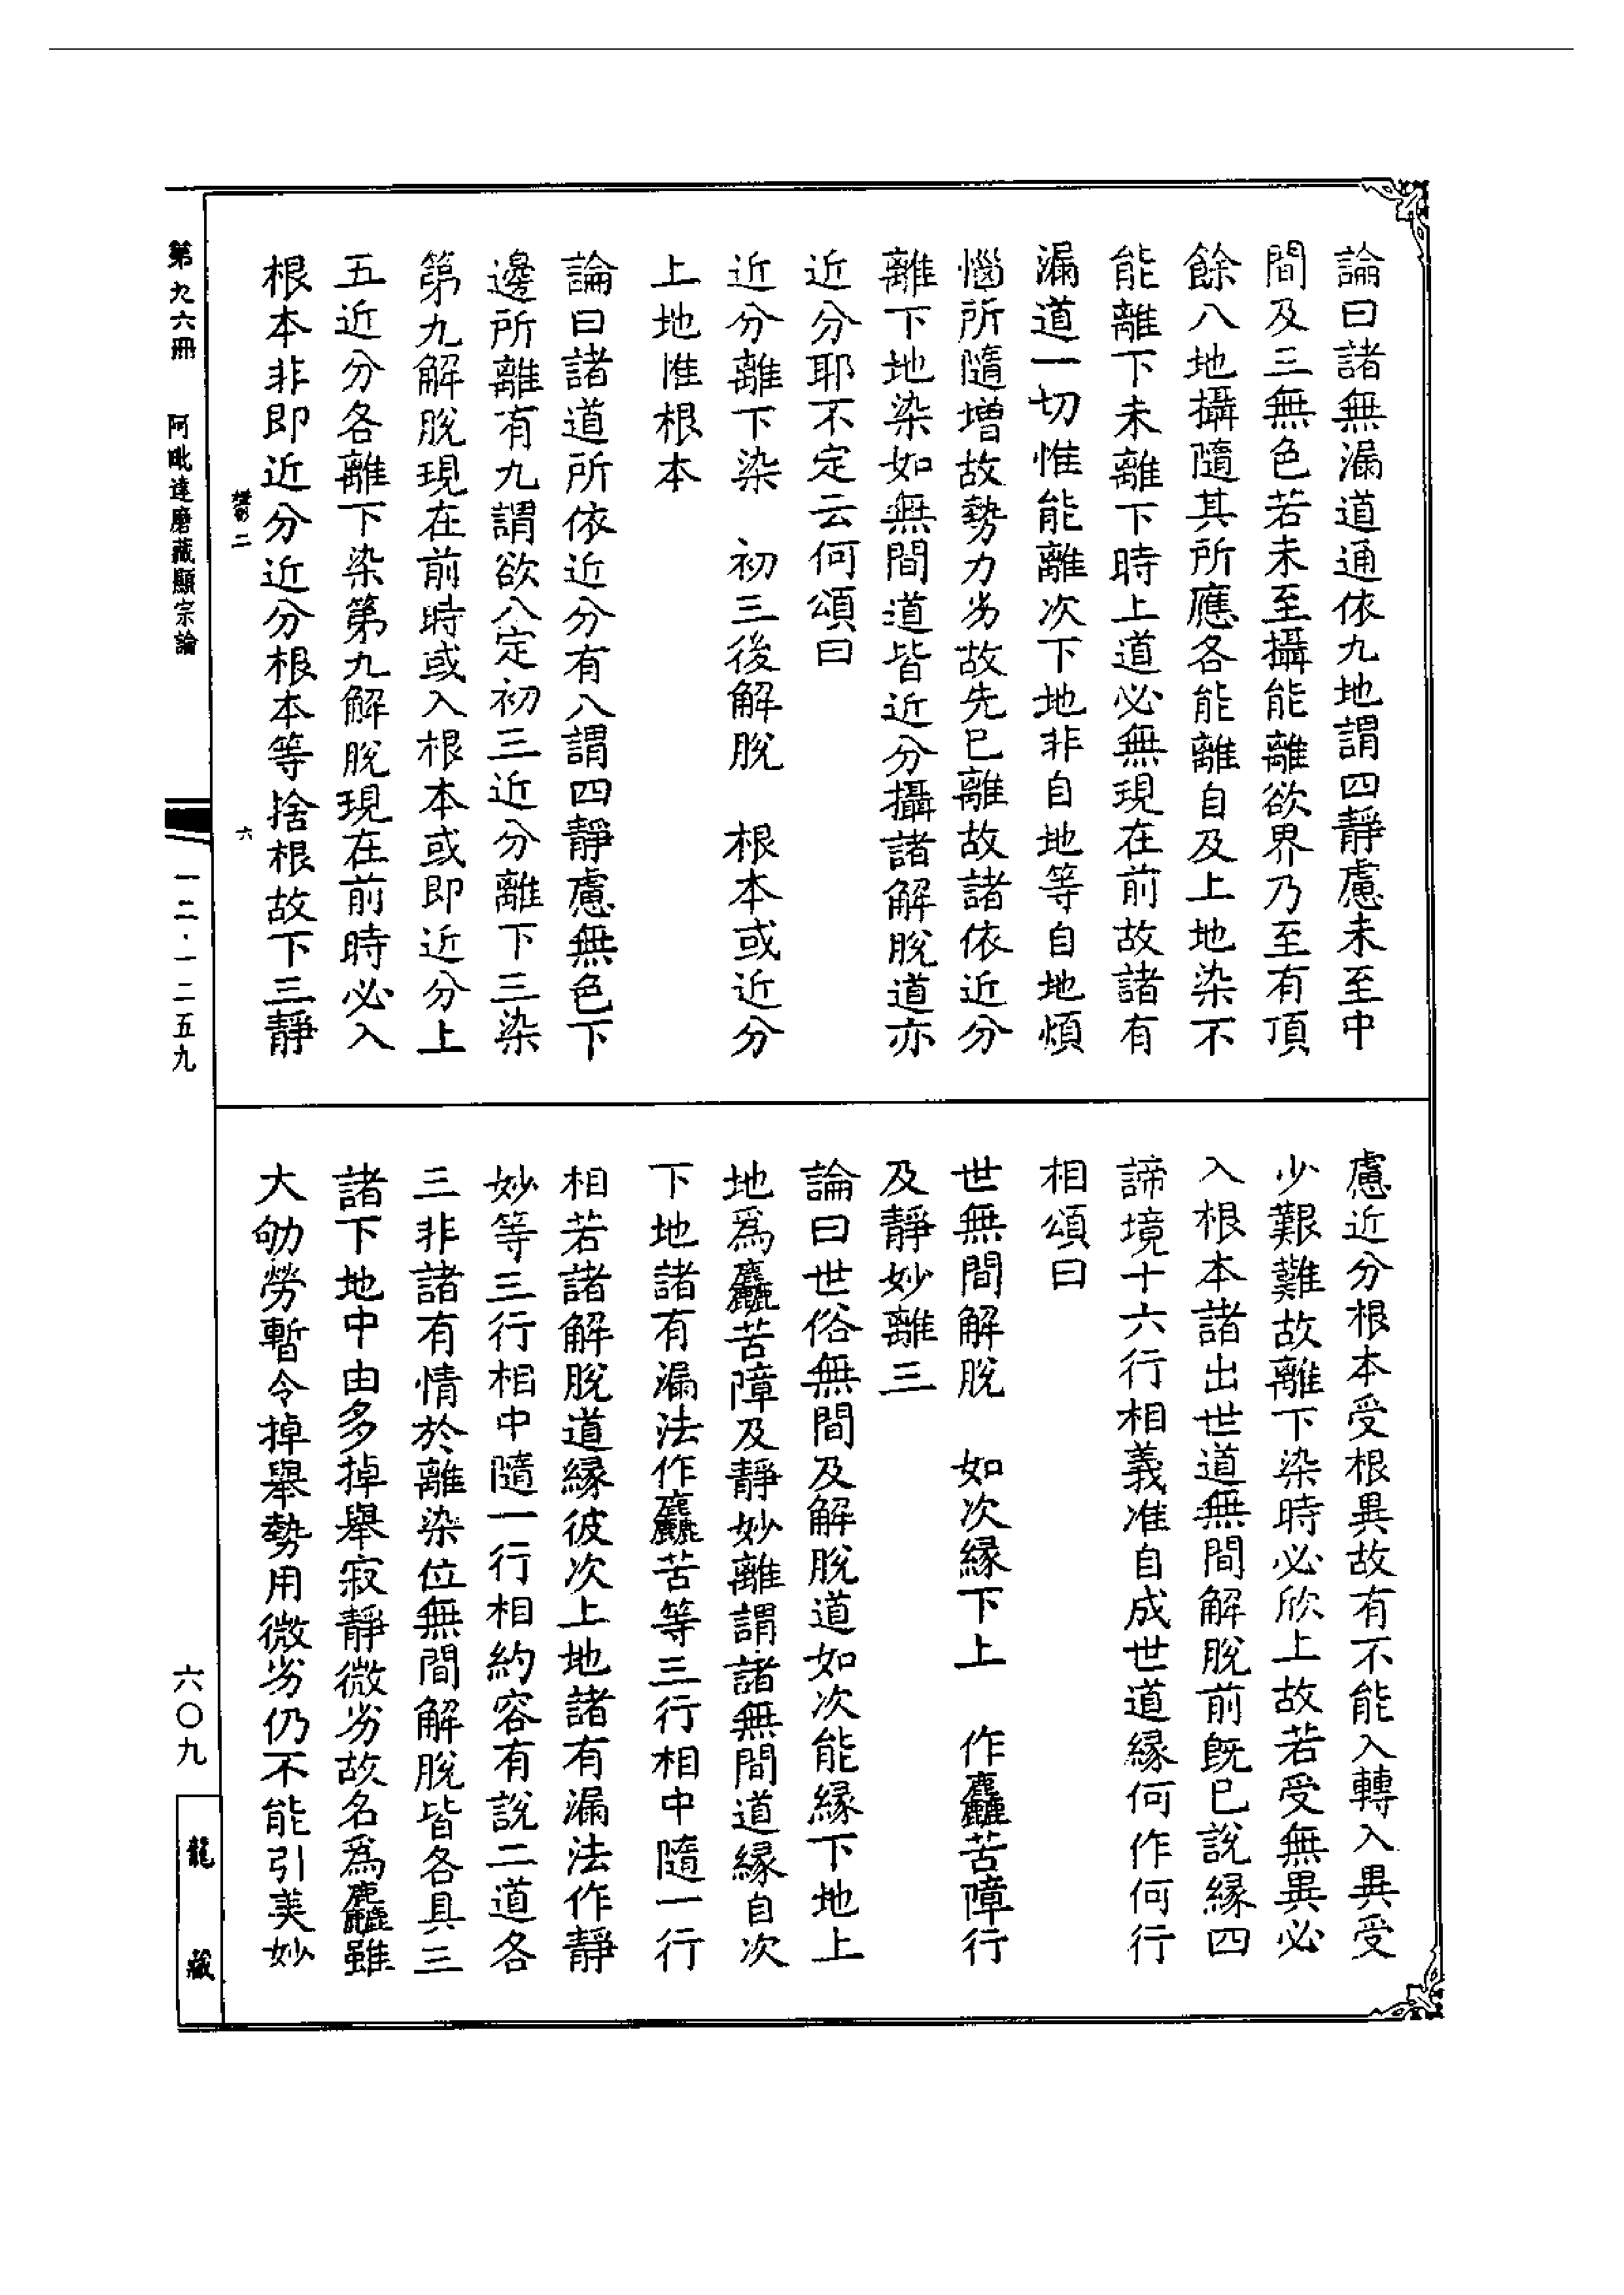 論曰諸無漏道通依九地謂四靜慮未至中
間及三無色若未至攝能離欲界乃至有頂
餘八地攝隨其所應各能離自及上地染不
能離下未離下時上道必無現在前故諸有
漏道一切惟能離次下地非自地等自地煩
惱所隨增故勢力劣故先已離故諸依近分
離下地染如無間道皆近分攝諸解脫道亦
近分耶不定云何頌曰
近分離下染　初三後解脫　根本或近分
上地惟根本
論曰諸道所依近分有八謂四靜慮無色下
邊所離有九謂欲八定初三近分離下三染
第九解脫現在前時或入根本或即近分上
五近分各離下染第九解脫現在前時必入
根本非即近分近分根本等捨根故下三靜
六
慮近分根本受根異故有不能入轉入異受
少艱難故離下染時必欣上故若受無異必
入根本諸出世道無間解脫前旣已說緣四
諦境十六行相義准自成世道緣何作何行
相頌曰
世無間解脫　如次緣下上　作麤苦障行
及靜妙離三
論曰世俗無間及解脫道如次能緣下地上
地爲麤苦障及靜妙離謂諸無間道緣自次
下地諸有漏法作麤苦等三行相中隨一行
相若諸解脫道緣彼次上地諸有漏法作靜
妙等三行相中隨一行相約容有說二道各
三非諸有情於離染位無間解脫皆各具三
諸下地中由多掉舉寂靜微劣故名爲麤雖
大劬勞暫令掉舉勢用微劣仍不能引美妙
第九六冊　阿毗達磨藏顯宗論
一二·一二五九
六〇九
龍藏